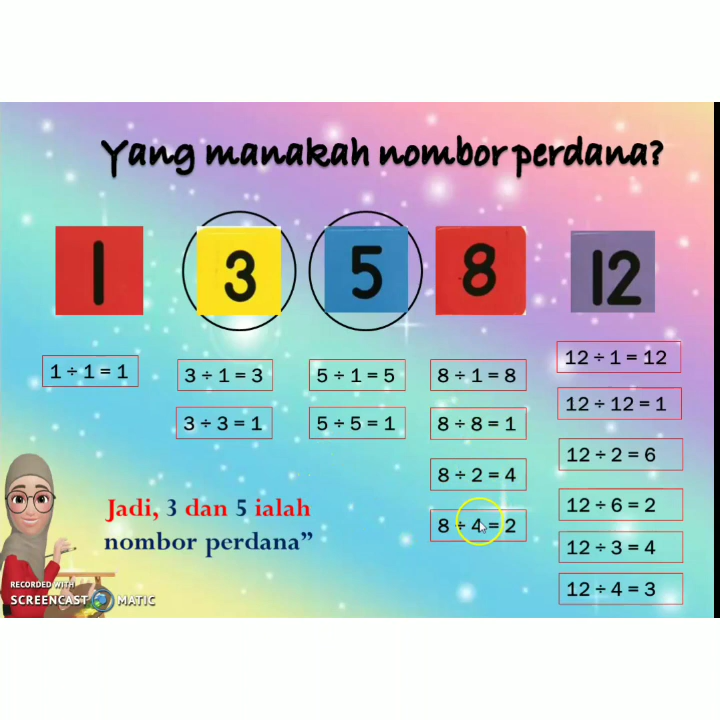 Yang manakah nombor perdana?
1 3 5 8 12
1 ÷ 1 = 1
3 ÷ 1 = 3
3 ÷ 3 = 1
5 ÷ 1 = 5
5 ÷ 5 = 1
8 ÷ 1 = 8
8 ÷ 8 = 1
8 ÷ 2 = 4
8 ÷ 4 = 2
12 ÷ 1 = 12
12 ÷ 12 = 1
12 ÷ 2 = 6
12 ÷ 6 = 2
12 ÷ 3 = 4
12 ÷ 4 = 3
Jadi, 3 dan 5 ialah
nombor perdana”
RECORDED WITH
SCREENCAST MATIC